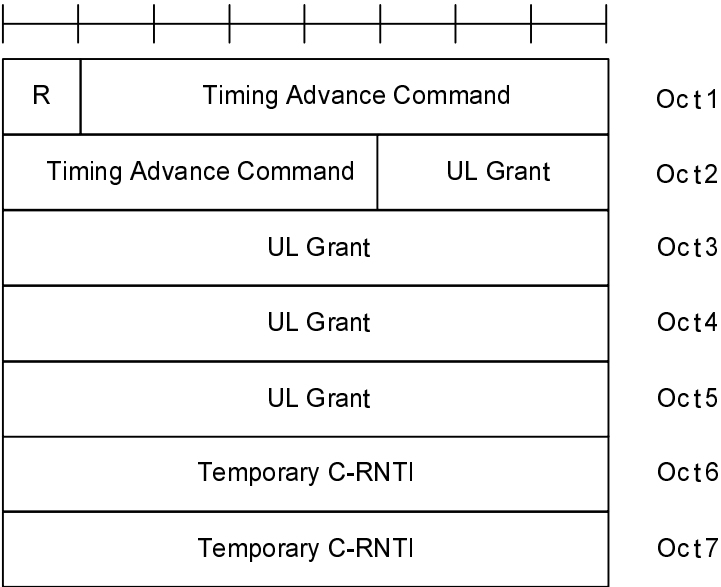 R Timing Advance Command Oct 1
Timing Advance Command UL Grant Oct 2
UL Grant Oct 3
UL Grant Oct 4
UL Grant Oct 5
Temporary C-RNTI Oct 6
Temporary C-RNTI Oct 7